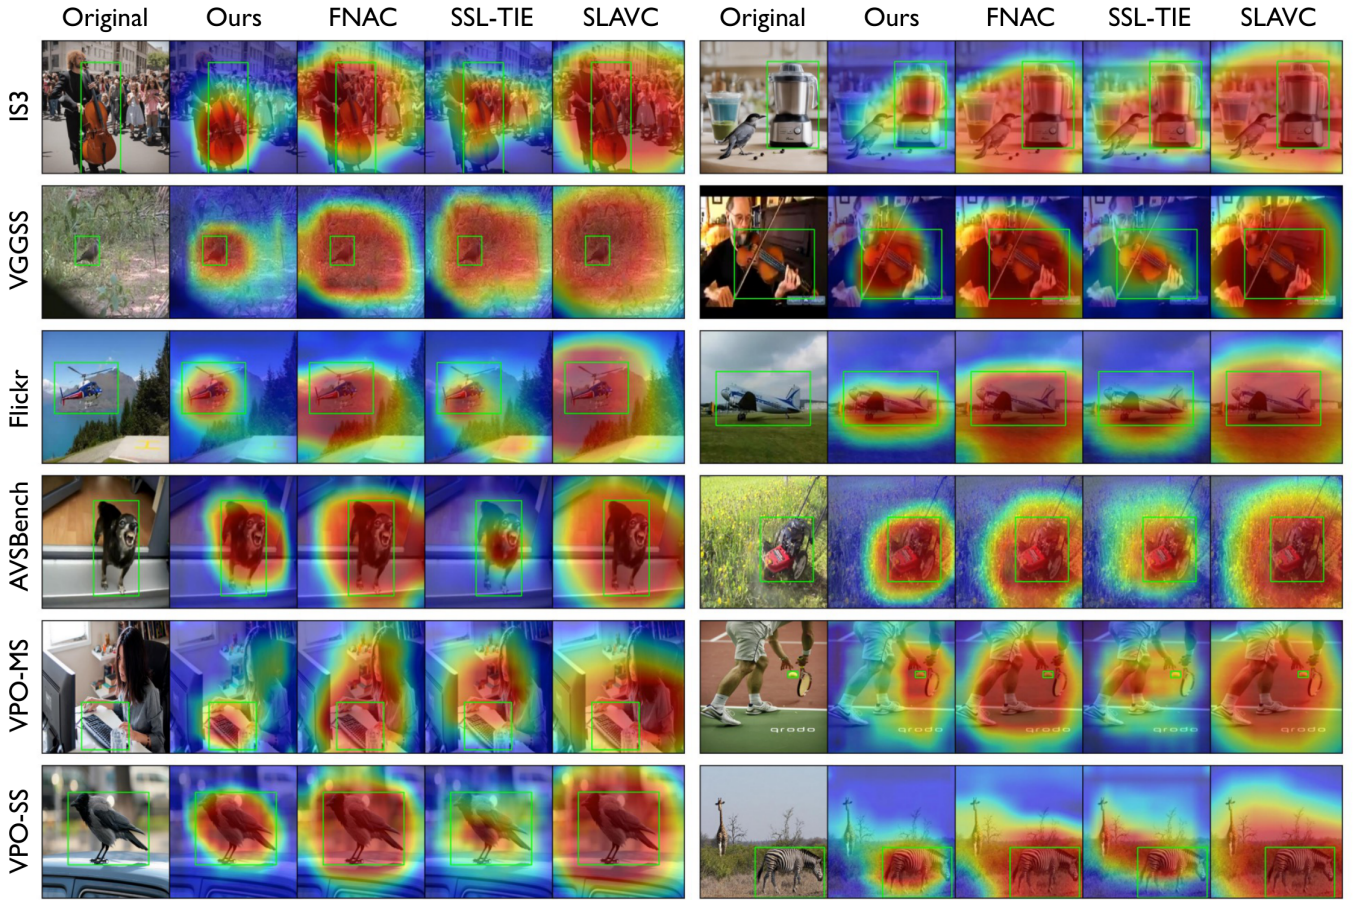 Original Ours FNAC SSL-TIE SLAVC Original Ours FNAC SSL-TIE SLAVC
IS3
VGGSS
Flickr
AVSBench
VPO-MS
qrodo qrodo qrodo qrodo qrodo
VPO-SS